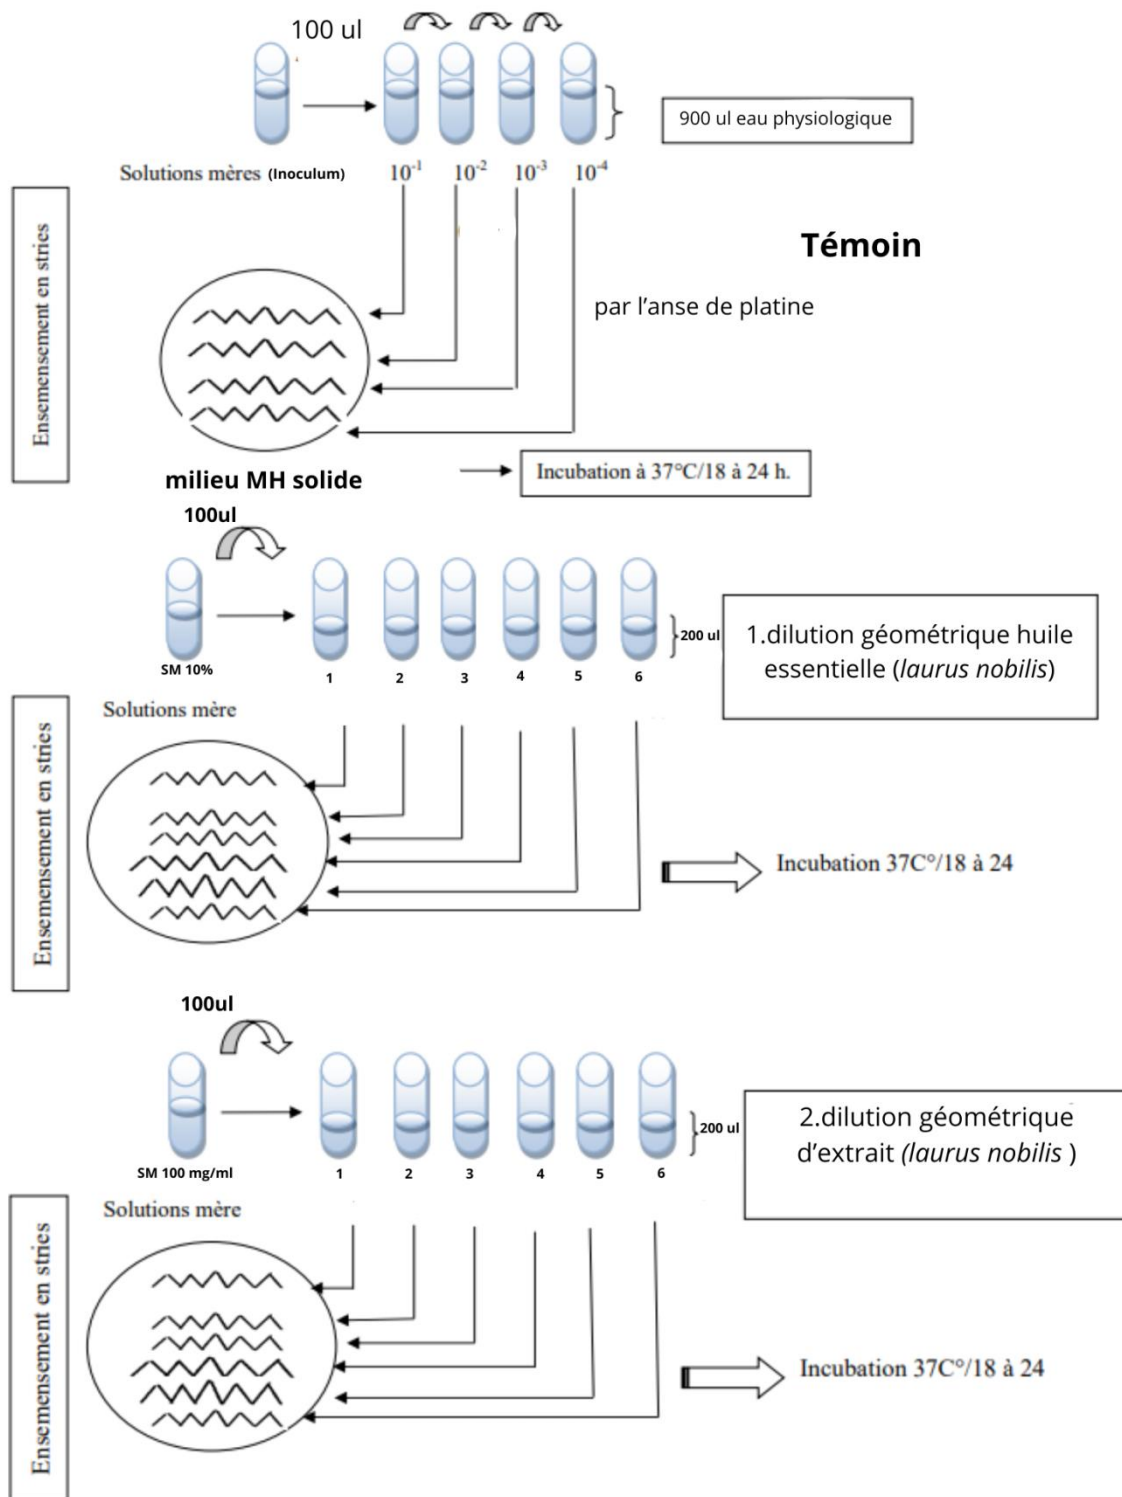 100 ul
900 ul eau physiologique
Solutions mères (Inoculum)
10⁻¹ 10⁻² 10⁻³ 10⁻⁴
Ensemensement en stries
Témoin
par l'anse de platine
milieu MH solide
Incubation à 37°C/18 à 24 h.
100ul
SM 10%
1 2 3 4 5 6
200 ul
1.dilution géométrique huile
essentielle (laurus nobilis)
Solutions mère
Ensemensement en stries
Incubation 37C°/18 à 24
100ul
SM 100 mg/ml
1 2 3 4 5 6
200 ul
2.dilution géométrique
d'extrait (laurus nobilis )
Solutions mère
Ensemensement en stries
Incubation 37C°/18 à 24